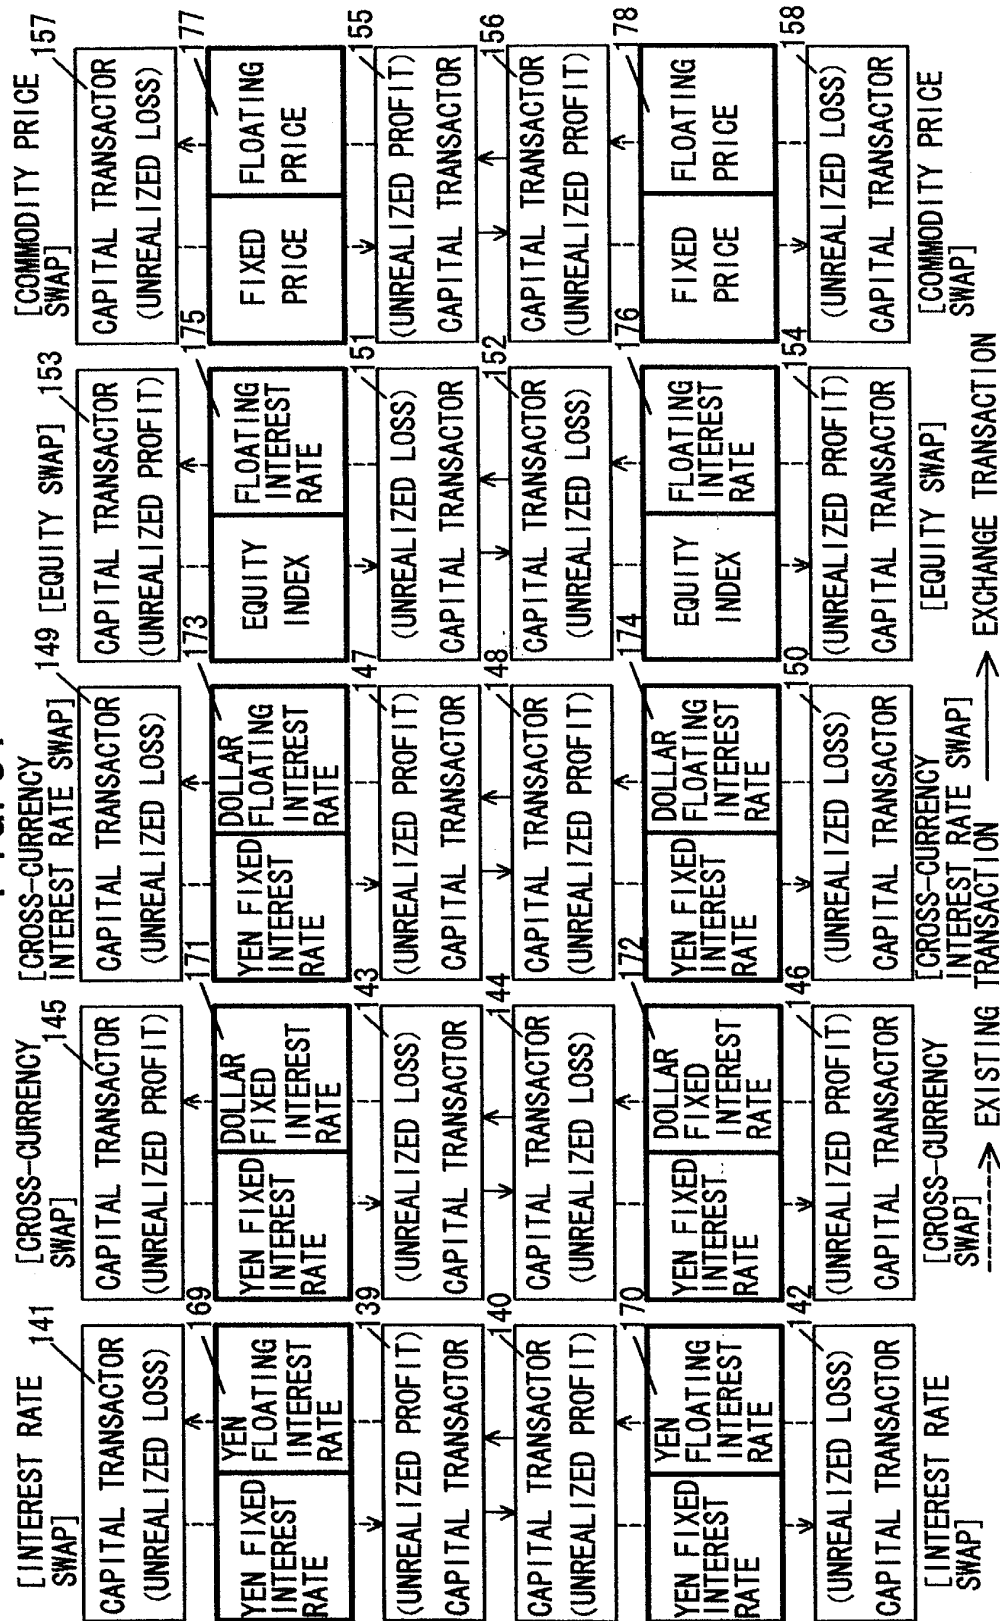 [INTEREST RATE
SWAP]
141
CAPITAL TRANSACTOR
(UNREALIZED LOSS)
169
YEN FIXED
INTEREST
RATE
YEN
FLOATING
INTEREST
RATE
139
(UNREALIZED PROFIT)
CAPITAL TRANSACTOR
140
CAPITAL TRANSACTOR
(UNREALIZED PROFIT)
170
YEN FIXED
INTEREST
RATE
YEN
FLOATING
INTEREST
RATE
142
(UNREALIZED LOSS)
CAPITAL TRANSACTOR
[INTEREST RATE
SWAP]
[CROSS-CURRENCY
SWAP]
145
CAPITAL TRANSACTOR
(UNREALIZED PROFIT)
171
YEN FIXED
INTEREST
RATE
DOLLAR
FIXED
INTEREST
RATE
143
(UNREALIZED LOSS)
CAPITAL TRANSACTOR
144
CAPITAL TRANSACTOR
(UNREALIZED LOSS)
172
YEN FIXED
INTEREST
RATE
DOLLAR
FIXED
INTEREST
RATE
146
(UNREALIZED PROFIT)
CAPITAL TRANSACTOR
[CROSS-CURRENCY
SWAP]
[CROSS-CURRENCY
INTEREST RATE SWAP]
149
CAPITAL TRANSACTOR
(UNREALIZED LOSS)
173
YEN FIXED
INTEREST
RATE
DOLLAR
FLOATING
INTEREST
RATE
147
(UNREALIZED PROFIT)
CAPITAL TRANSACTOR
148
CAPITAL TRANSACTOR
(UNREALIZED PROFIT)
174
YEN FIXED
INTEREST
RATE
DOLLAR
FLOATING
INTEREST
RATE
150
(UNREALIZED LOSS)
CAPITAL TRANSACTOR
[CROSS-CURRENCY
INTEREST RATE SWAP]
[EQUITY SWAP]
153
CAPITAL TRANSACTOR
(UNREALIZED PROFIT)
175
EQUITY
INDEX
FLOATING
INTEREST
RATE
151
(UNREALIZED LOSS)
CAPITAL TRANSACTOR
152
CAPITAL TRANSACTOR
(UNREALIZED LOSS)
176
EQUITY
INDEX
FLOATING
INTEREST
RATE
154
(UNREALIZED PROFIT)
CAPITAL TRANSACTOR
[EQUITY SWAP]
[COMMODITY PRICE
SWAP]
157
CAPITAL TRANSACTOR
(UNREALIZED LOSS)
177
FIXED
PRICE
FLOATING
PRICE
155
(UNREALIZED PROFIT)
CAPITAL TRANSACTOR
156
CAPITAL TRANSACTOR
(UNREALIZED PROFIT)
178
FIXED
PRICE
FLOATING
PRICE
158
(UNREALIZED LOSS)
CAPITAL TRANSACTOR
[COMMODITY PRICE
SWAP]
EXISTING TRANSACTION
EXCHANGE TRANSACTION